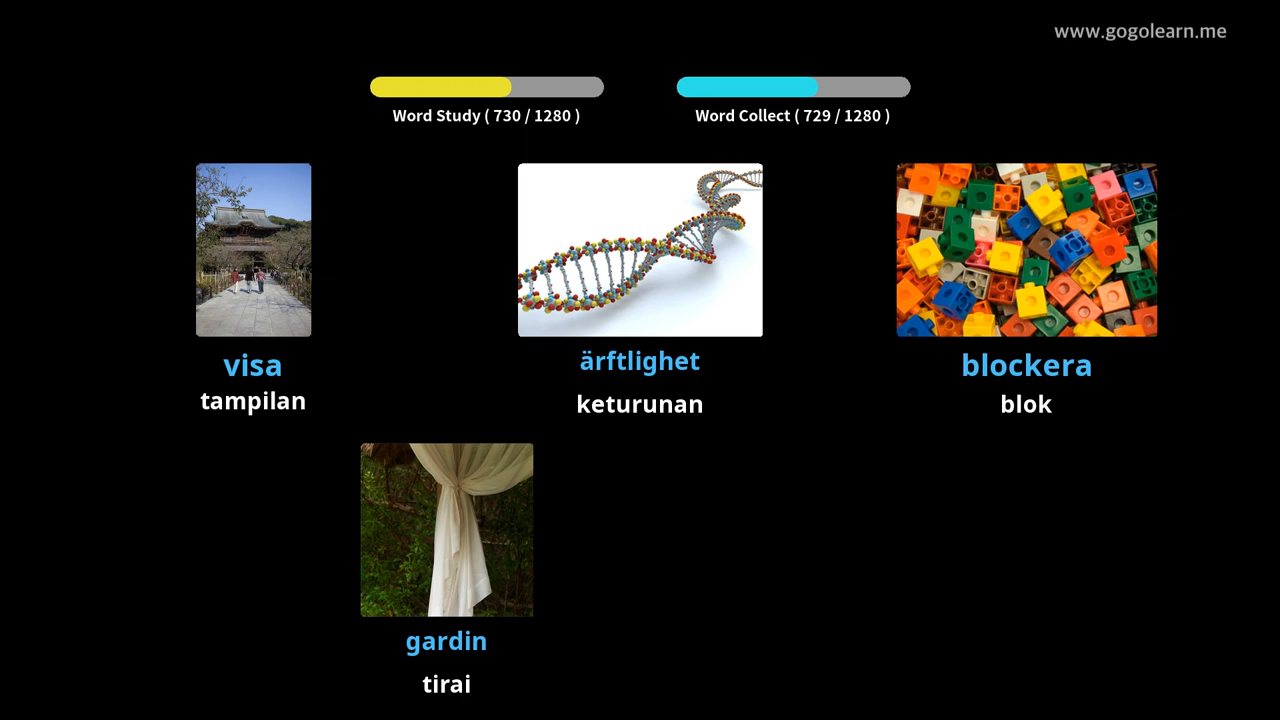 www.gogolearn.me
Word Study ( 730 / 1280 )
Word Collect ( 729 / 1280 )
visa
tampilan
ärftlighet
keturunan
blockera
blok
gardin
tirai